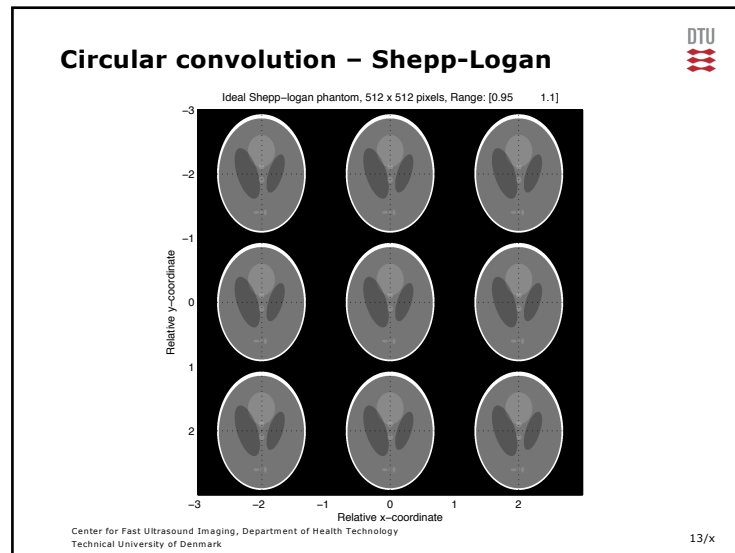 DTU
Circular convolution – Shepp-Logan
Ideal Shepp−logan phantom, 512 x 512 pixels, Range: [0.95 1.1]
−3
−2
−1
0
1
2
Relative y−coordinate
−3 −2 −1 0 1 2
Relative x−coordinate
Center for Fast Ultrasound Imaging, Department of Health Technology
Technical University of Denmark
13/x